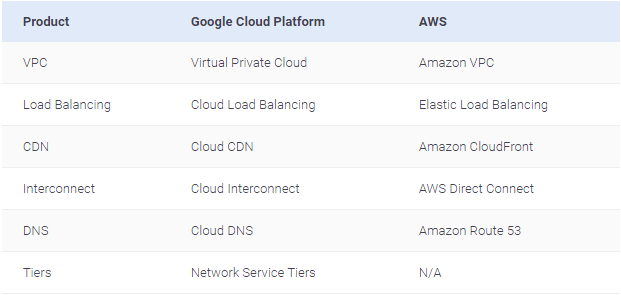 Product Google Cloud Platform AWS
VPC Virtual Private Cloud Amazon VPC
Load Balancing Cloud Load Balancing Elastic Load Balancing
CDN Cloud CDN Amazon CloudFront
Interconnect Cloud Interconnect AWS Direct Connect
DNS Cloud DNS Amazon Route 53
Tiers Network Service Tiers N/A